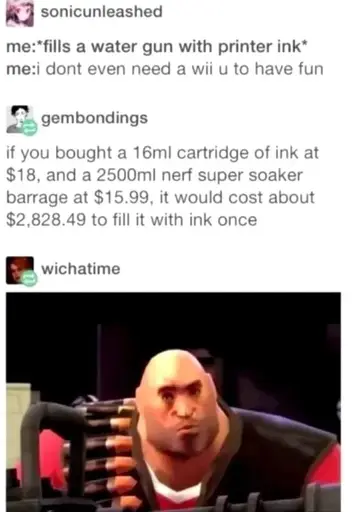 sonicunleashed
me:*fills a water gun with printer ink*
me:i dont even need a wii u to have fun
gembondings
if you bought a 16ml cartridge of ink at
$18, and a 2500ml nerf super soaker
barrage at $15.99, it would cost about
$2,828.49 to fill it with ink once
wichatime